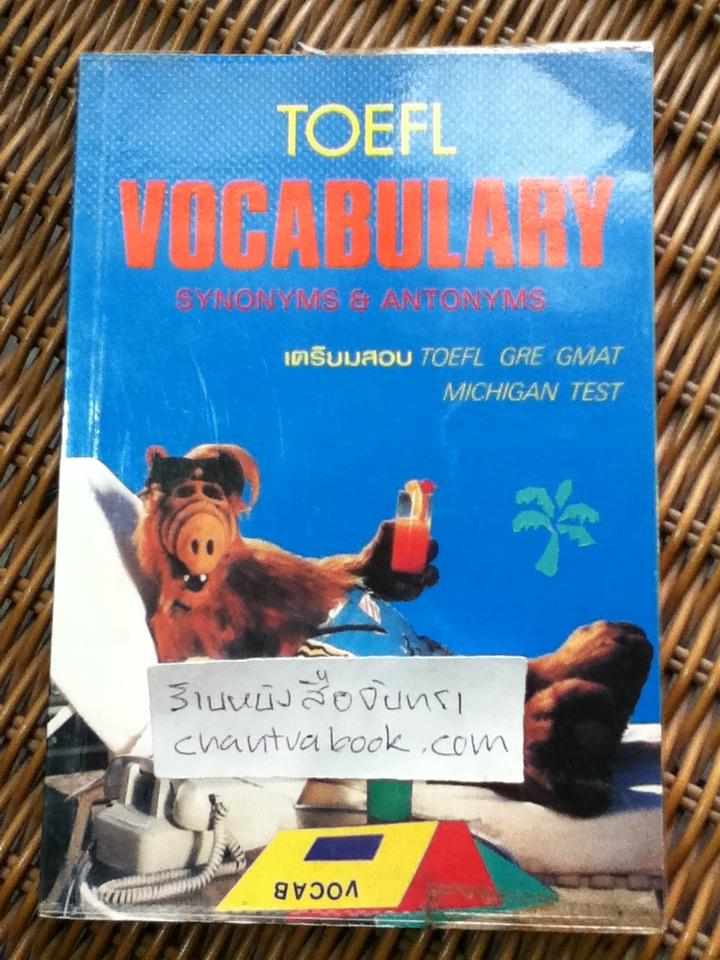 TOEFL
VOCABULARY
SYNONYMS & ANTONYMS
เตรียมสอบ TOEFL GRE GMAT
MICHIGAN TEST
ร้านหนังสือจันทรา
chantrabook.com
VOCAB